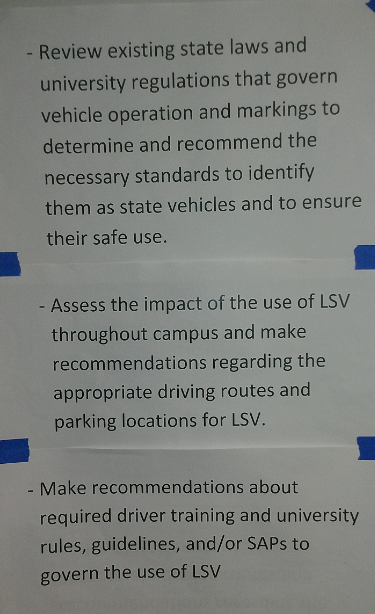 - Review existing state laws and
university regulations that govern
vehicle operation and markings to
determine and recommend the
necessary standards to identify
them as state vehicles and to ensure
their safe use.
- Assess the impact of the use of LSV
throughout campus and make
recommendations regarding the
appropriate driving routes and
parking locations for LSV.
- Make recommendations about
required driver training and university
rules, guidelines, and/or SAPs to
govern the use of LSV